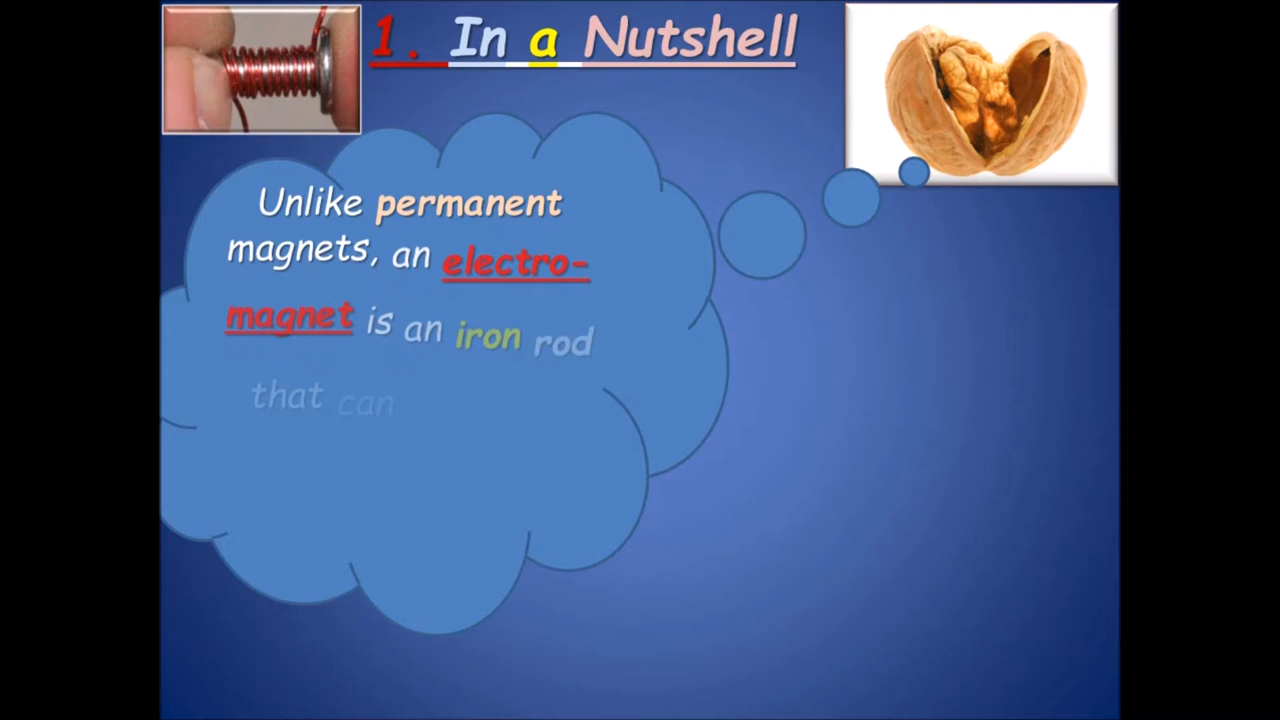 1. In a Nutshell
Unlike permanent
magnets, an electro-
magnet is an iron rod
that can